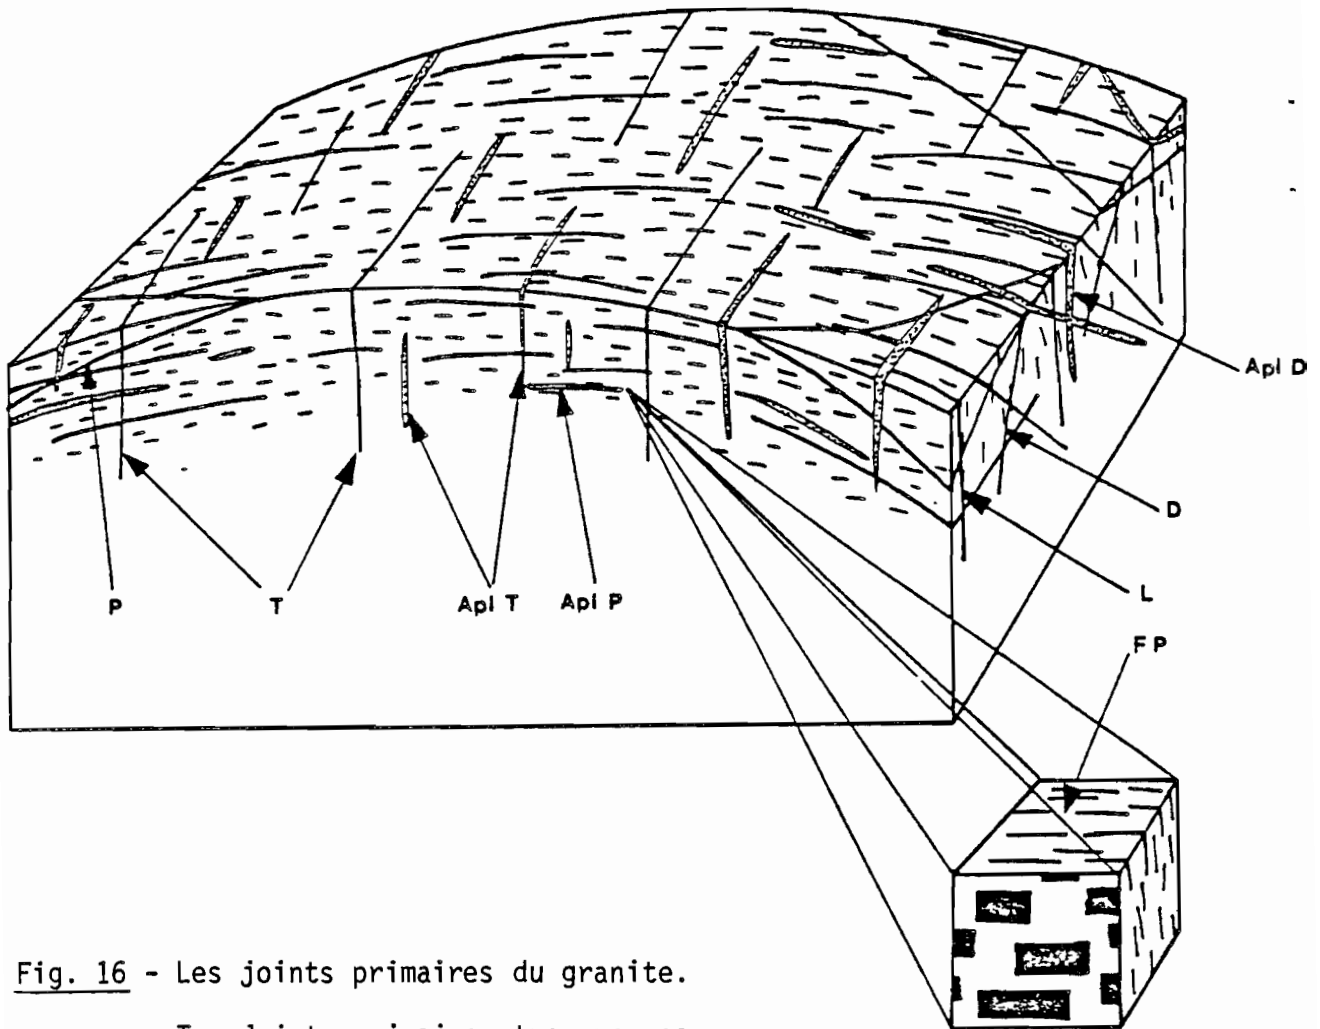 Apl D
D
L
P
T
Apl T
Apl P
F P
Fig. 16 - Les joints primaires du granite.